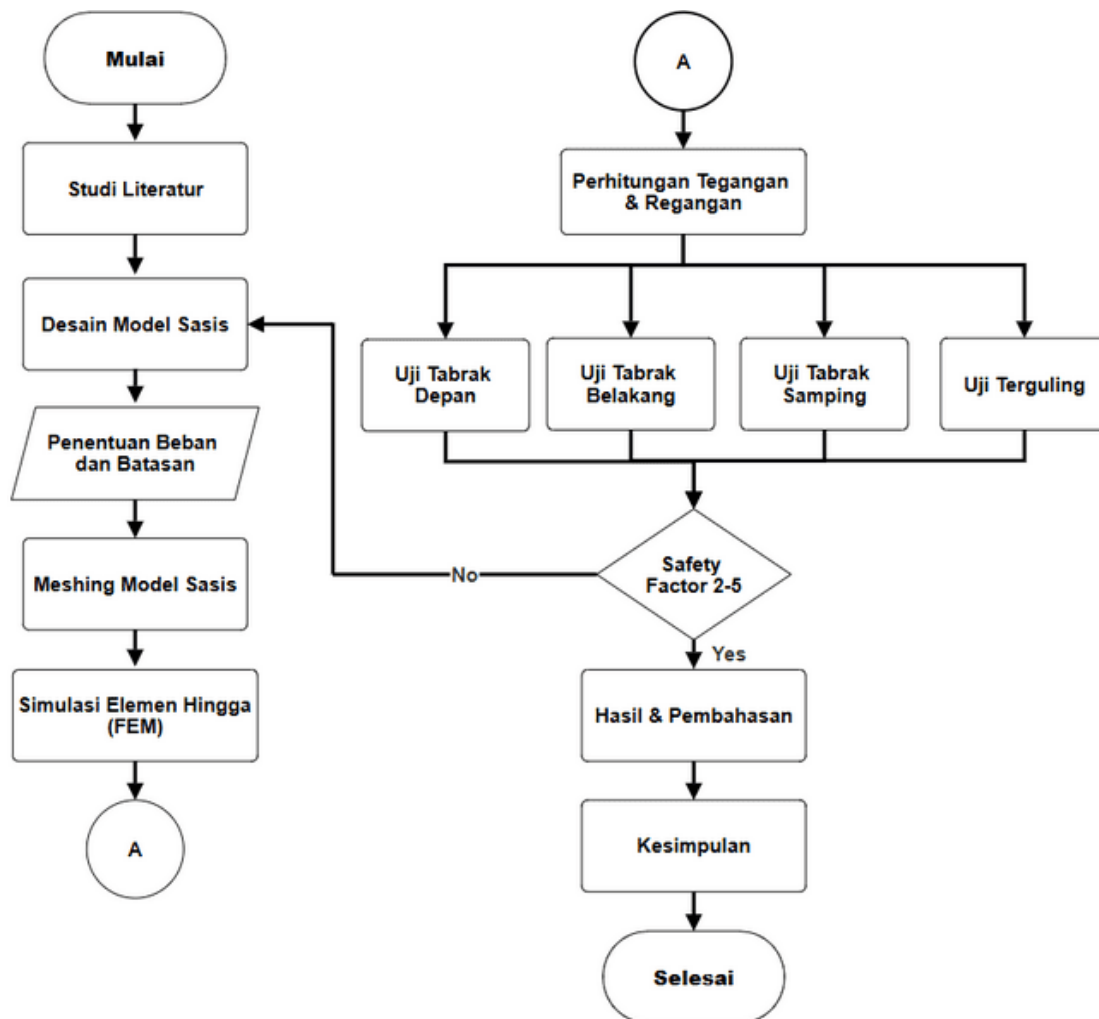 Mulai
Studi Literatur
Desain Model Sasis
Penentuan Beban
dan Batasan
Meshing Model Sasis
Simulasi Elemen Hingga
(FEM)
A
A
Perhitungan Tegangan
& Regangan
Uji Tabrak
Depan
Uji Tabrak
Belakang
Uji Tabrak
Samping
Uji Terguling
Safety
Factor 2-5
No
Yes
Hasil & Pembahasan
Kesimpulan
Selesai